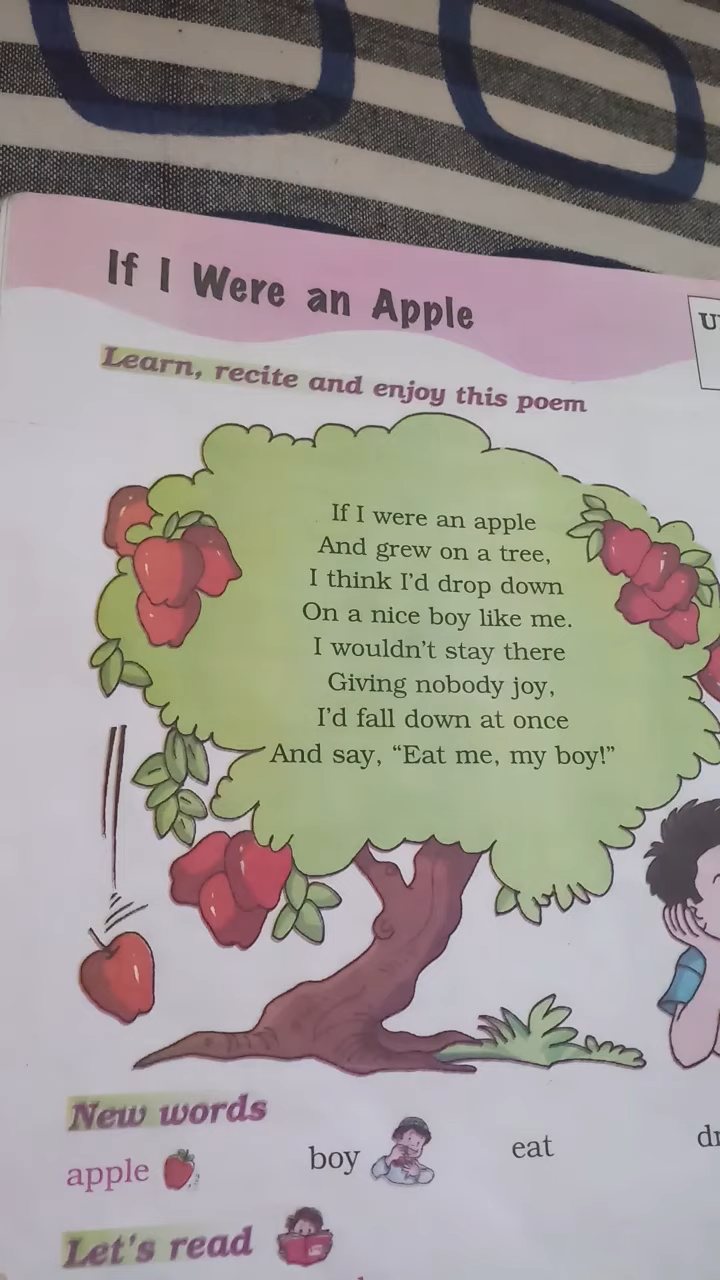 If I Were an Apple
Learn, recite and enjoy this poem
If I were an apple
And grew on a tree,
I think I'd drop down
On a nice boy like me.
I wouldn't stay there
Giving nobody joy,
I'd fall down at once
And say, “Eat me, my boy!”
New words
apple boy eat
Let's read